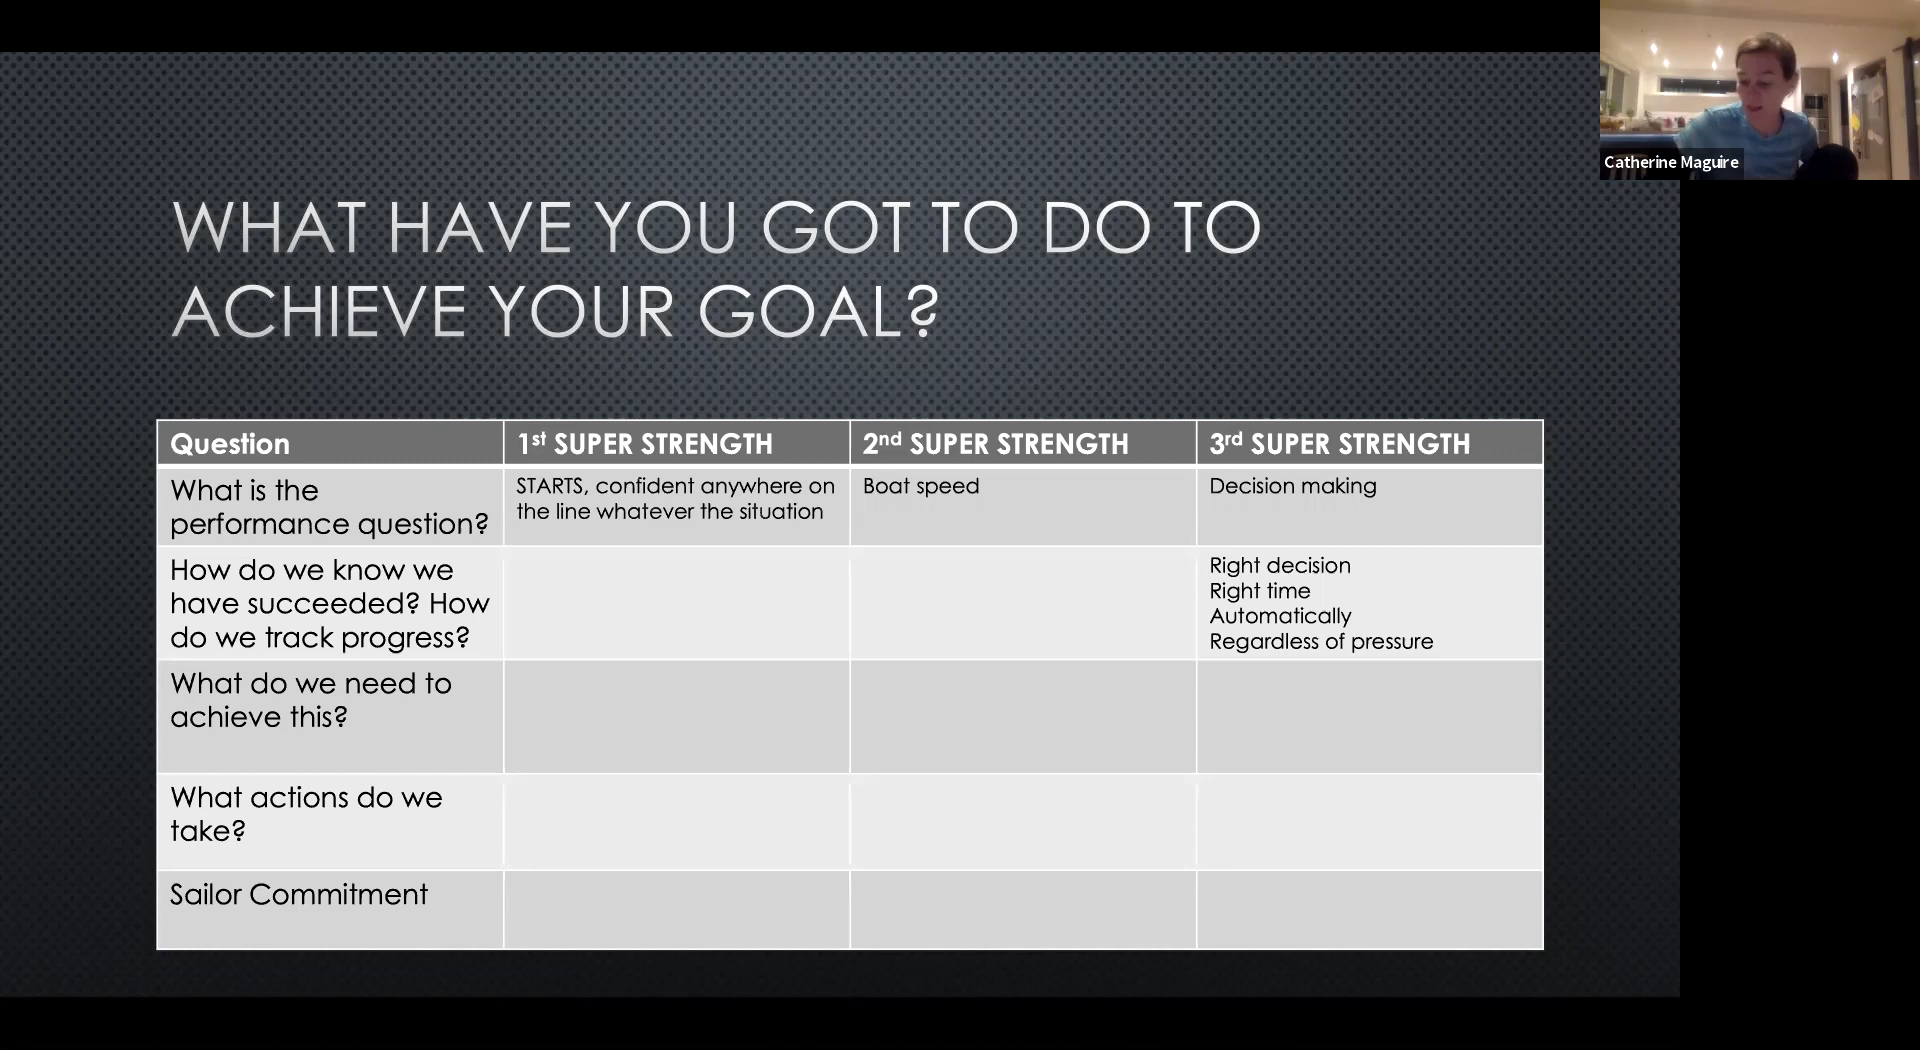 Catherine Maguire
WHAT HAVE YOU GOT TO DO TO
ACHIEVE YOUR GOAL?
Question
1st SUPER STRENGTH
2nd SUPER STRENGTH
3rd SUPER STRENGTH
What is the
performance question?
STARTS, confident anywhere on
the line whatever the situation
Boat speed
Decision making
How do we know we
have succeeded? How
do we track progress?
Right decision
Right time
Automatically
Regardless of pressure
What do we need to
achieve this?
What actions do we
take?
Sailor Commitment